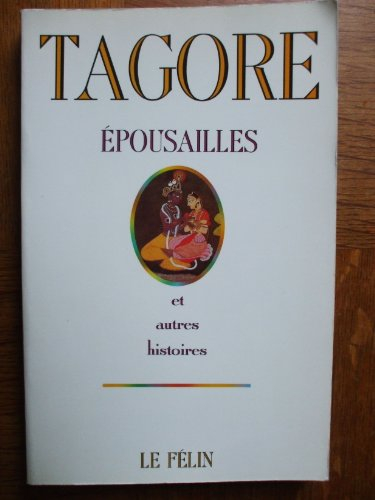 TAGORE
ÉPOUSAILLES
et
autres
histoires
LE FÉLIN